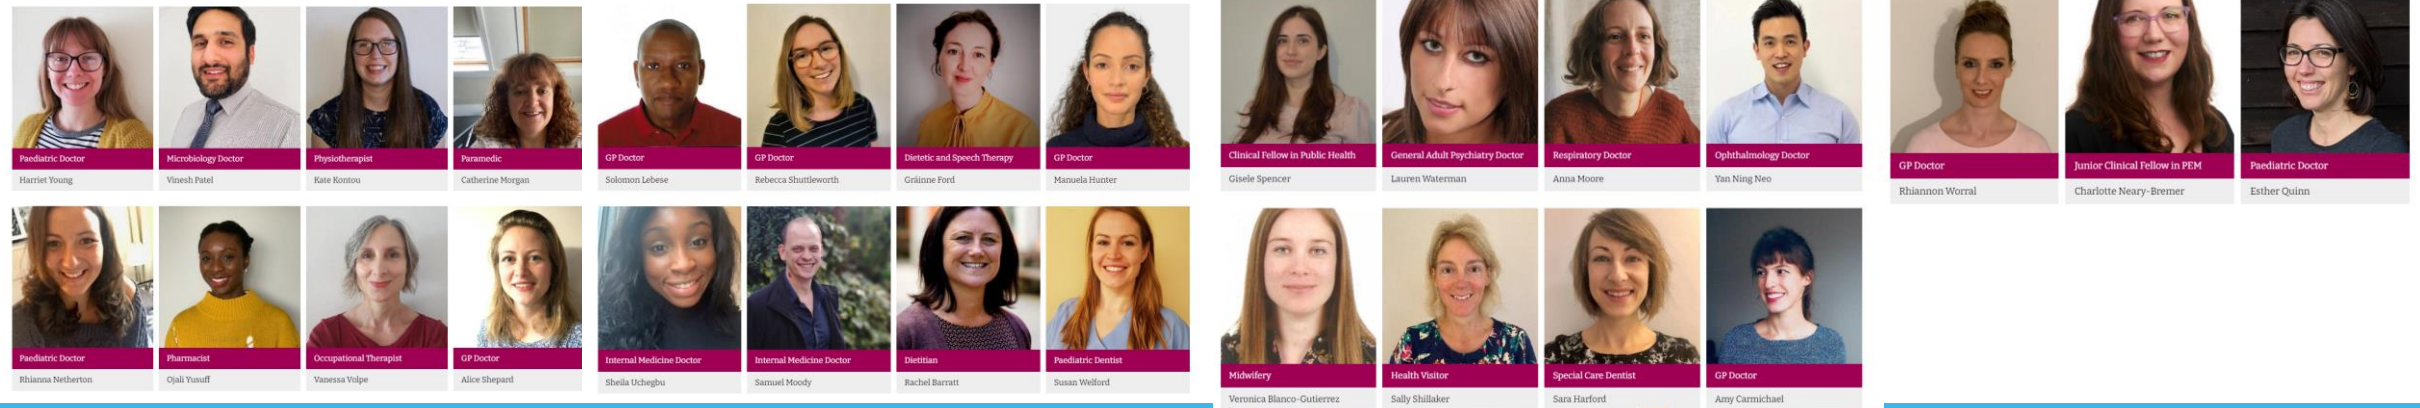 Paediatric Doctor
Harriet Young
Microbiology Doctor
Vinesh Patel
Physiotherapist
Kate Kontou
Paramedic
Catherine Morgan
GP Doctor
Solomon Lebese
GP Doctor
Rebecca Shuttleworth
Dietetic and Speech Therapy
Gráinne Ford
GP Doctor
Manuela Hunter
Clinical Fellow in Public Health
Gisele Spencer
General Adult Psychiatry Doctor
Lauren Waterman
Respiratory Doctor
Anna Moore
Ophthalmology Doctor
Yan Ning Neo
GP Doctor
Rhiannon Worral
Junior Clinical Fellow in PEM
Charlotte Neary-Bremer
Paediatric Doctor
Esther Quinn
Paediatric Doctor
Rhianna Netherton
Pharmacist
Ojali Yusuff
Occupational Therapist
Vanessa Volpe
GP Doctor
Alice Shepard
Internal Medicine Doctor
Sheila Uchegbu
Internal Medicine Doctor
Samuel Moody
Dietitian
Rachel Barratt
Paediatric Dentist
Susan Welford
Midwifery
Veronica Blanco-Gutierrez
Health Visitor
Sally Shillaker
Special Care Dentist
Sara Harford
GP Doctor
Amy Carmichael